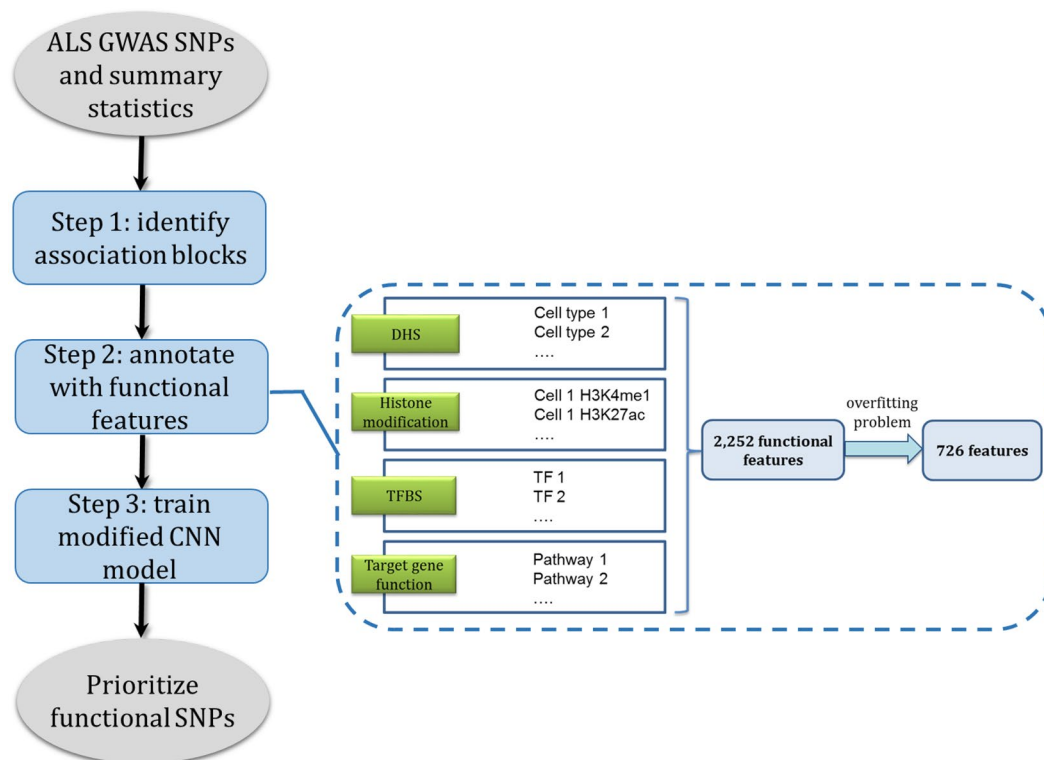 ALS GWAS SNPs
and summary
statistics
Step 1: identify
association blocks
Step 2: annotate
with functional
features
Step 3: train
modified CNN
model
Prioritize
functional SNPs
DHS
Cell type 1
Cell type 2
....
Histone
modification
Cell 1 H3K4me1
Cell 1 H3K27ac
....
TFBS
TF 1
TF 2
....
Target gene
function
Pathway 1
Pathway 2
....
2,252 functional
features
overfitting
problem
726 features